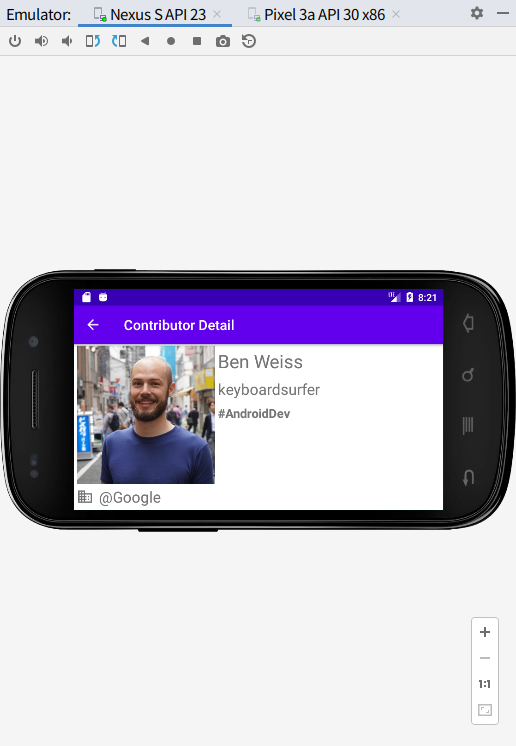 Emulator: Nexus S API 23 Pixel 3a API 30 x86
8:21
Contributor Detail
Ben Weiss
keyboardsurfer
#AndroidDev
@Google
1:1